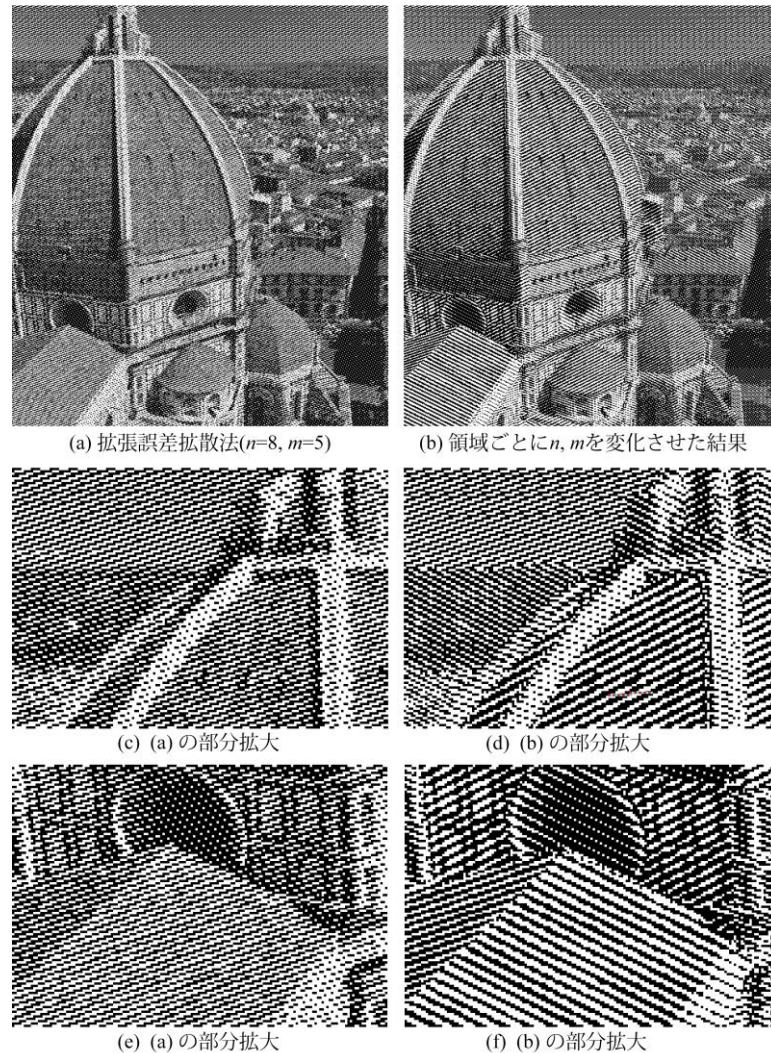 (a) 拡張誤差拡散法(n=8, m=5)
(b) 領域ごとにn, mを変化させた結果
(c) (a) の部分拡大
(d) (b) の部分拡大
(e) (a) の部分拡大
(f) (b) の部分拡大